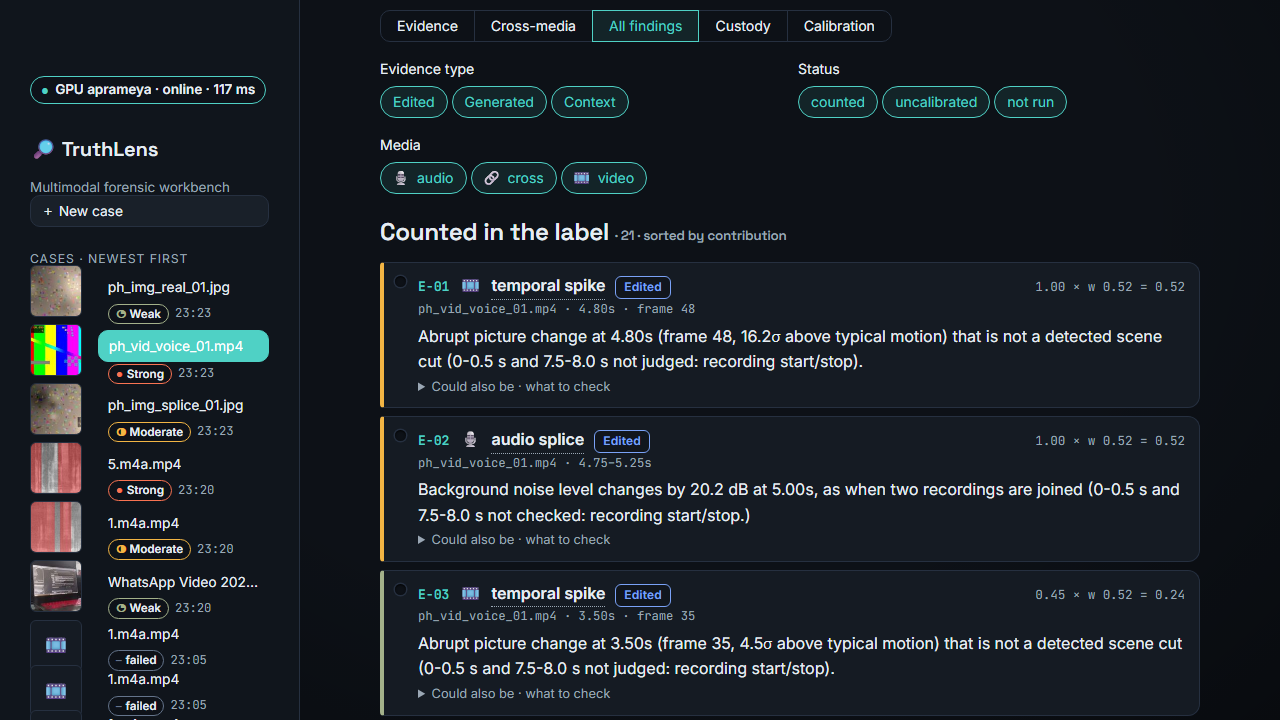 GPU aprameya · online · 117 ms
TruthLens
Multimodal forensic workbench
+ New case
CASES · NEWEST FIRST
ph_img_real_01.jpg
Weak 23:23
ph_vid_voice_01.mp4
Strong 23:23
ph_img_splice_01.jpg
Moderate 23:23
5.m4a.mp4
Strong 23:20
1.m4a.mp4
Moderate 23:20
WhatsApp Video 202...
Weak 23:20
1.m4a.mp4
– failed 23:05
1.m4a.mp4
– failed 23:05
Evidence Cross-media All findings Custody Calibration
Evidence type
Edited Generated Context
Status
counted uncalibrated not run
Media
audio cross video
Counted in the label · 21 · sorted by contribution
E-01 temporal spike Edited 1.00 × w 0.52 = 0.52
ph_vid_voice_01.mp4 · 4.80s · frame 48
Abrupt picture change at 4.80s (frame 48, 16.2σ above typical motion) that is not a detected scene
cut (0-0.5 s and 7.5-8.0 s not judged: recording start/stop).
Could also be · what to check
E-02 audio splice Edited 1.00 × w 0.52 = 0.52
ph_vid_voice_01.mp4 · 4.75–5.25s
Background noise level changes by 20.2 dB at 5.00s, as when two recordings are joined (0-0.5 s and
7.5-8.0 s not checked: recording start/stop.)
Could also be · what to check
E-03 temporal spike Edited 0.45 × w 0.52 = 0.24
ph_vid_voice_01.mp4 · 3.50s · frame 35
Abrupt picture change at 3.50s (frame 35, 4.5σ above typical motion) that is not a detected scene cut
(0-0.5 s and 7.5-8.0 s not judged: recording start/stop).
Could also be · what to check